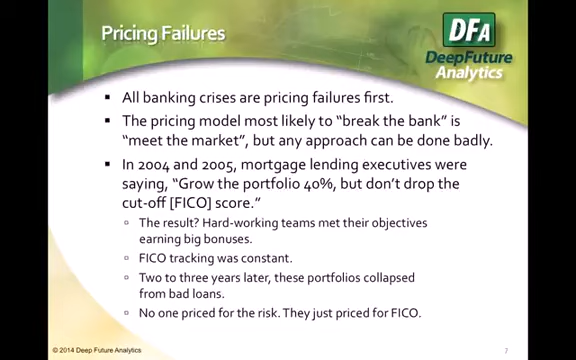 Pricing Failures
DFA
DeepFuture
Analytics
▪ All banking crises are pricing failures first.
▪ The pricing model most likely to “break the bank” is
“meet the market”, but any approach can be done badly.
▪ In 2004 and 2005, mortgage lending executives were
saying, “Grow the portfolio 40%, but don’t drop the
cut-off [FICO] score.”
▫ The result? Hard-working teams met their objectives
earning big bonuses.
▫ FICO tracking was constant.
▫ Two to three years later, these portfolios collapsed
from bad loans.
▫ No one priced for the risk. They just priced for FICO.
© 2014 Deep Future Analytics
7